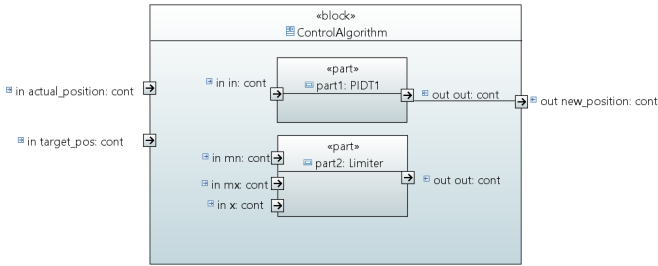 «block»
ControlAlgorithm
«part»
part1: PIDT1
in in: cont
out out: cont
in actual_position: cont
out new_position: cont
in target_pos: cont
«part»
part2: Limiter
in mn: cont
in mx: cont
in x: cont
out out: cont